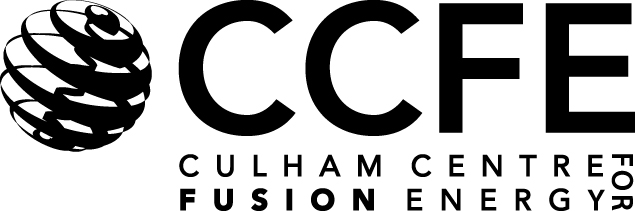 CCFE
CULHAM CENTRE FOR
FUSION ENERGY